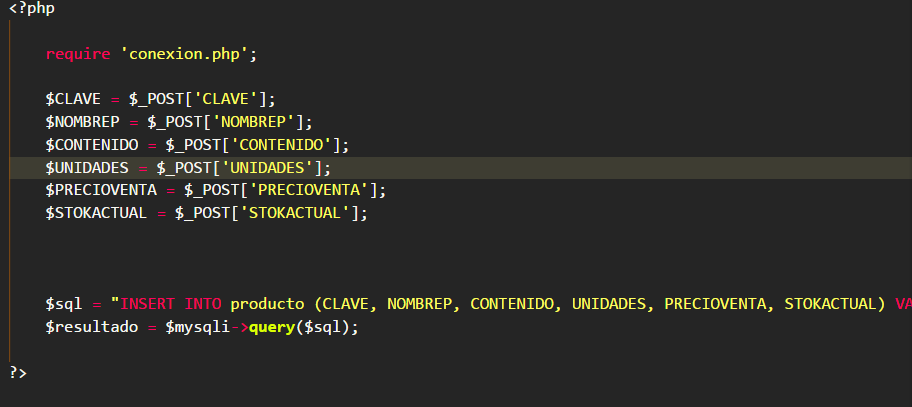 <?php
require 'conexion.php';
$CLAVE = $_POST['CLAVE'];
$NOMBREP = $_POST['NOMBREP'];
$CONTENIDO = $_POST['CONTENIDO'];
$UNIDADES = $_POST['UNIDADES'];
$PRECIOVENTA = $_POST['PRECIOVENTA'];
$STOKACTUAL = $_POST['STOKACTUAL'];
$sql = "INSERT INTO producto (CLAVE, NOMBREP, CONTENIDO, UNIDADES, PRECIOVENTA, STOKACTUAL) VA
$resultado = $mysqli->query($sql);
?>